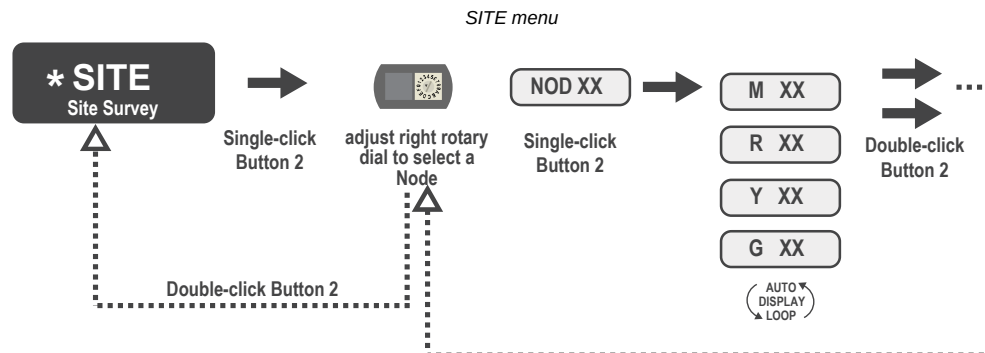 SITE menu
* SITE
Site Survey
Single-click
Button 2
adjust right rotary
dial to select a
Node
NOD XX
Single-click
Button 2
M XX
R XX
Y XX
G XX
AUTO
DISPLAY
LOOP
Double-click
Button 2
...
Double-click Button 2